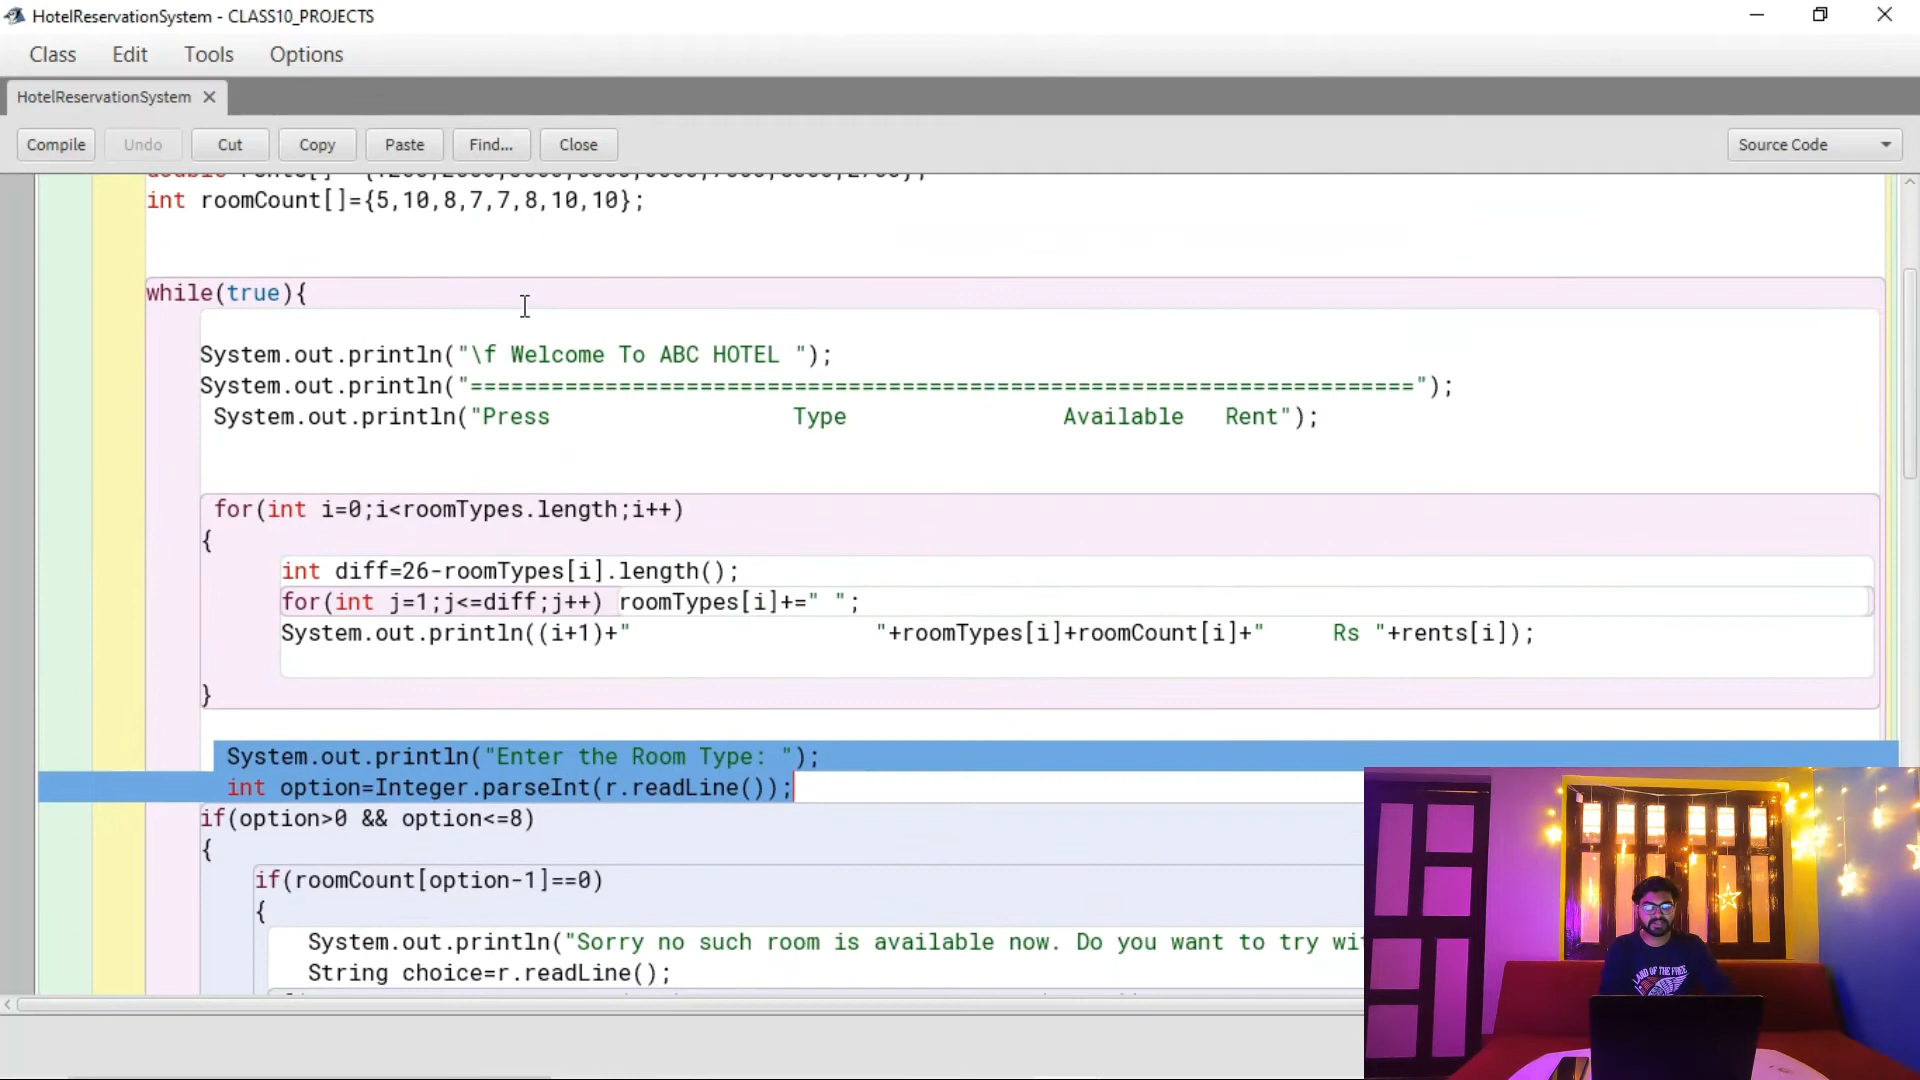 HotelReservationSystem - CLASS10_PROJECTS
Class Edit Tools Options
HotelReservationSystem
Compile Undo Cut Copy Paste Find... Close Source Code
int roomCount[]={5,10,8,7,7,8,10,10};
while(true){
System.out.println("\f Welcome To ABC HOTEL ");
System.out.println("======================================================================");
System.out.println("Press                  Type                Available   Rent");
for(int i=0;i<roomTypes.length;i++)
{
int diff=26-roomTypes[i].length();
for(int j=1;j<=diff;j++) roomTypes[i]+=" ";
System.out.println((i+1)+"                  "+roomTypes[i]+roomCount[i]+"     Rs "+rents[i]);
}
System.out.println("Enter the Room Type: ");
int option=Integer.parseInt(r.readLine());
if(option>0 && option<=8)
{
if(roomCount[option-1]==0)
{
System.out.println("Sorry no such room is available now. Do you want to try wi
String choice=r.readLine();
LAND OF THE FREE